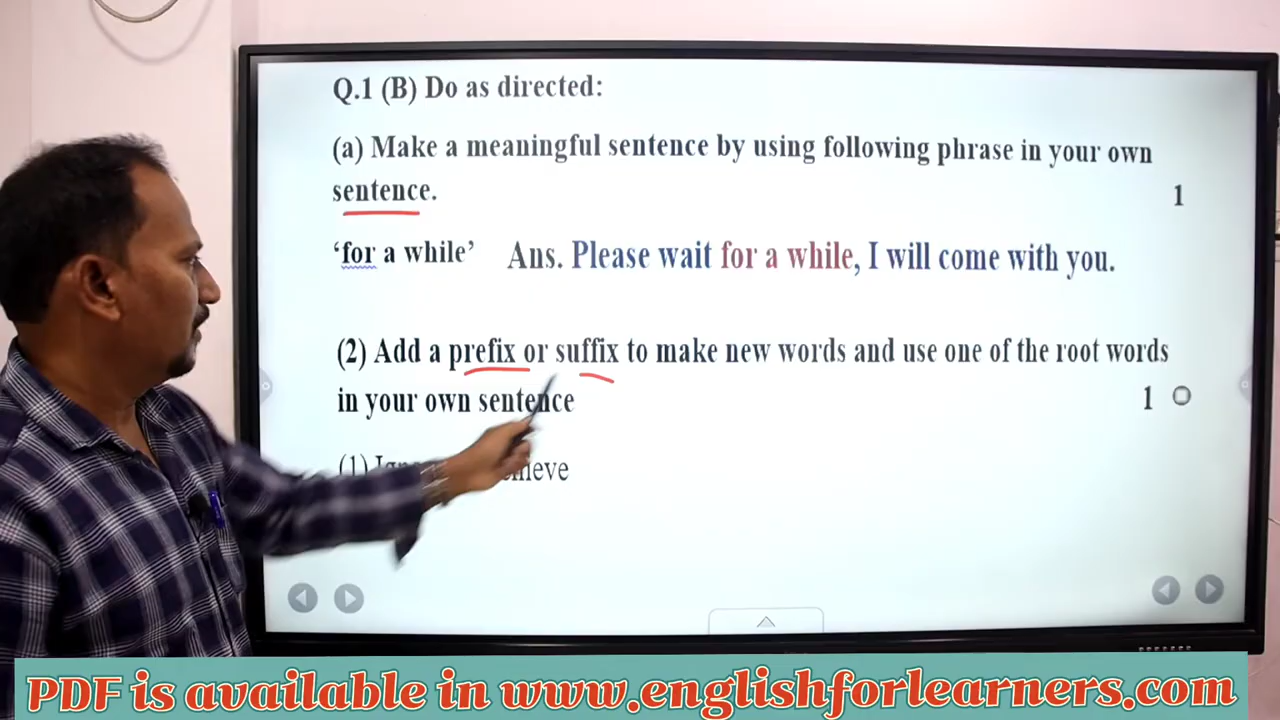 Q.1 (B) Do as directed:
(a) Make a meaningful sentence by using following phrase in your own
sentence. 1
‘for a while’ Ans. Please wait for a while, I will come with you.
(2) Add a prefix or suffix to make new words and use one of the root words
in your own sentence 1
(1)
PDF is available in www.englishforlearners.com